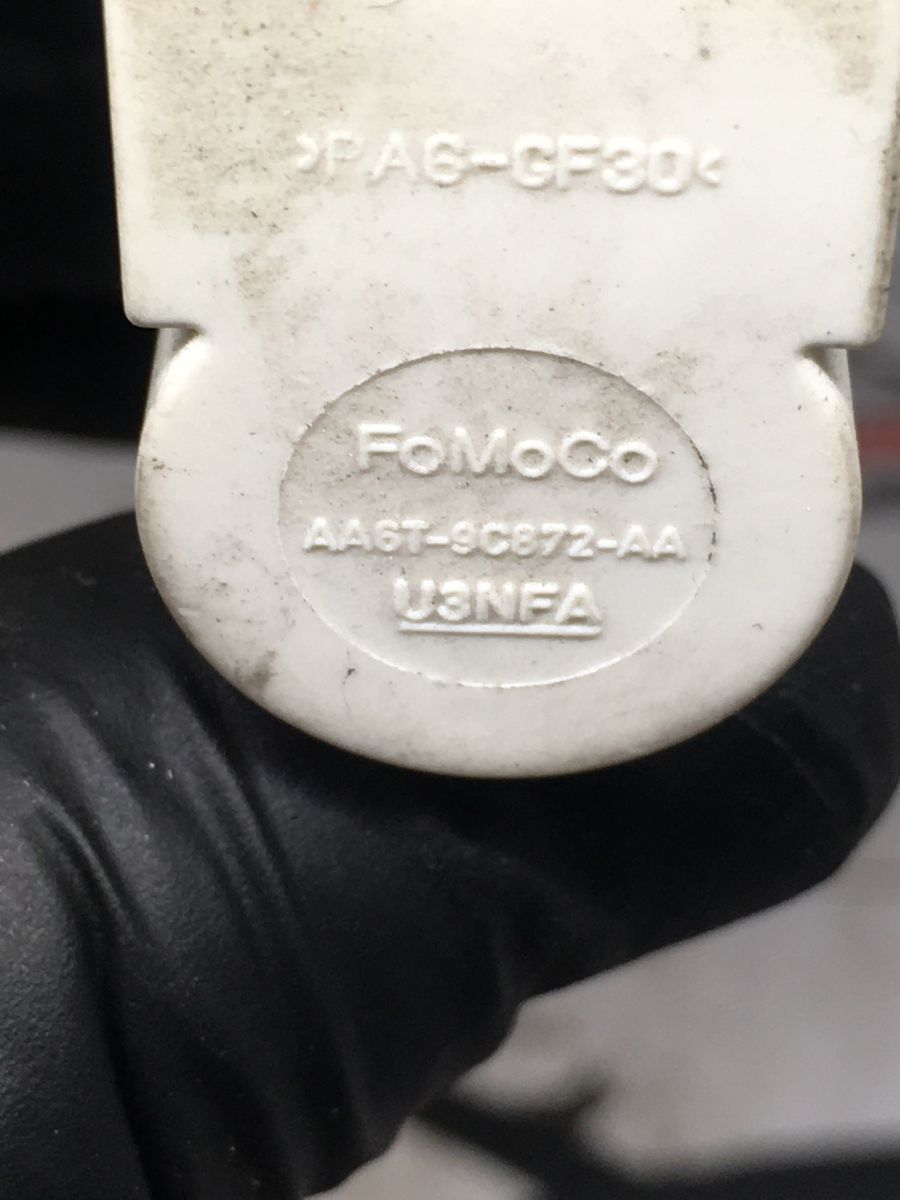 >PA6-GF30<
FoMoCo
AA6T-9C872-AA
U3NFA